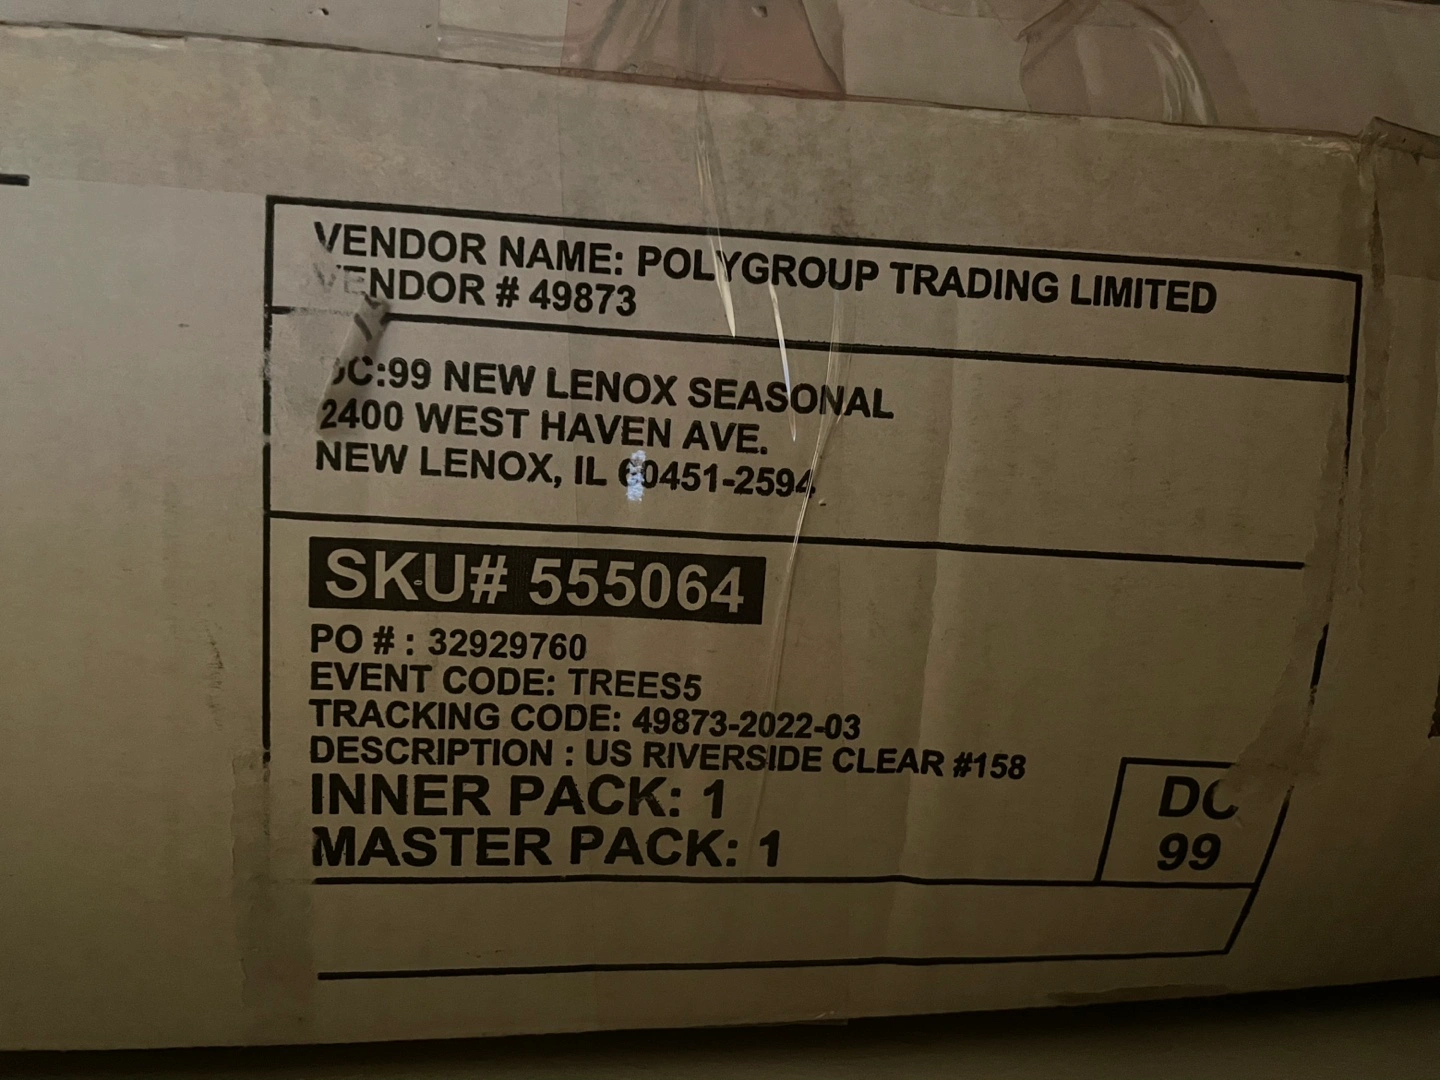 VENDOR NAME: POLYGROUP TRADING LIMITED
VENDOR # 49873
DC:99 NEW LENOX SEASONAL
2400 WEST HAVEN AVE.
NEW LENOX, IL 60451-2594
SKU# 555064
PO # : 32929760
EVENT CODE: TREES5
TRACKING CODE: 49873-2022-03
DESCRIPTION : US RIVERSIDE CLEAR #158
INNER PACK: 1
MASTER PACK: 1
DC
99